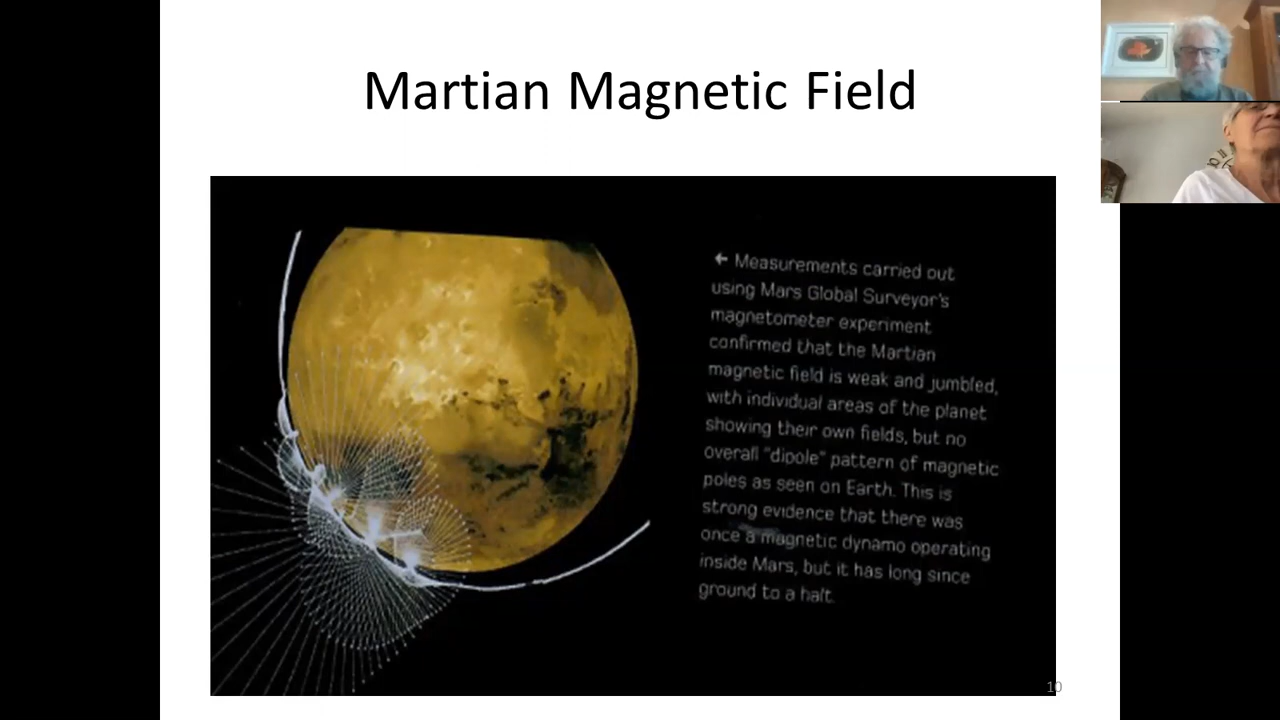 Martian Magnetic Field
← Measurements carried out
using Mars Global Surveyor's
magnetometer experiment
confirmed that the Martian
magnetic field is weak and jumbled,
with individual areas of the planet
showing their own fields, but no
overall "dipole" pattern of magnetic
poles as seen on Earth. This is
strong evidence that there was
once a magnetic dynamo operating
inside Mars, but it has long since
ground to a halt.
10